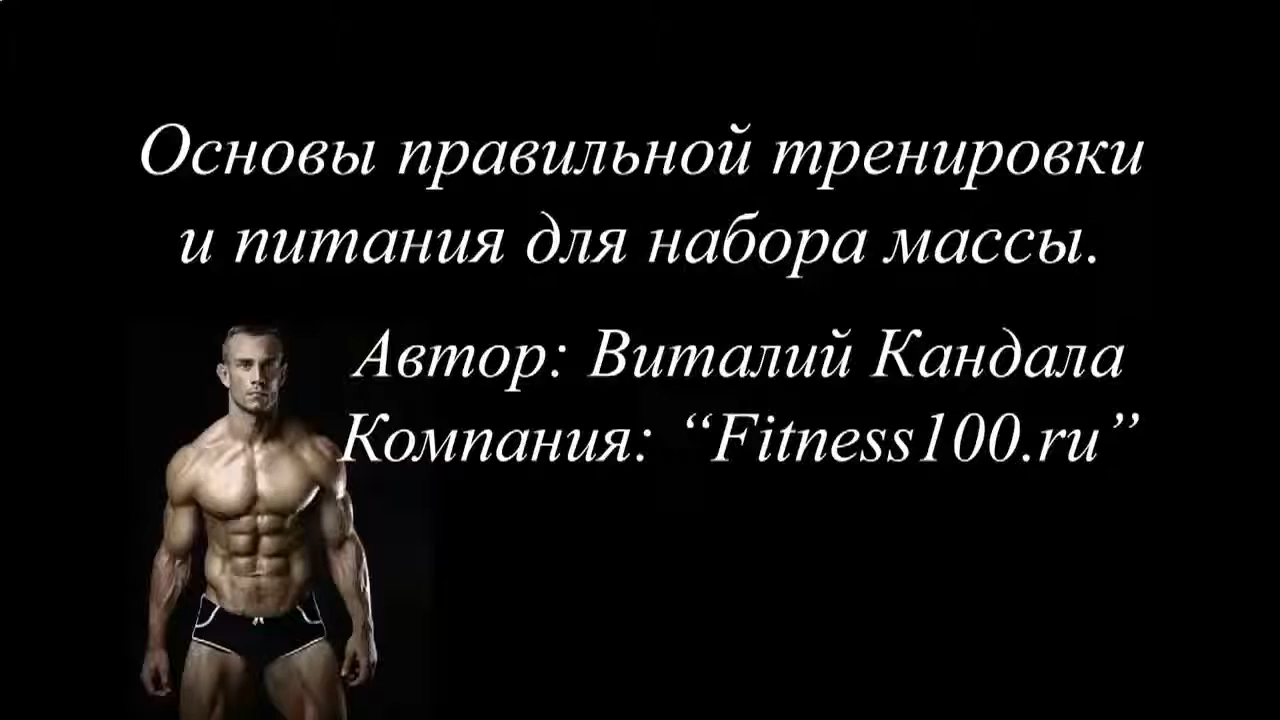 Основы правильной тренировки
и питания для набора массы.
Автор: Виталий Кандала
Компания: “Fitness100.ru”